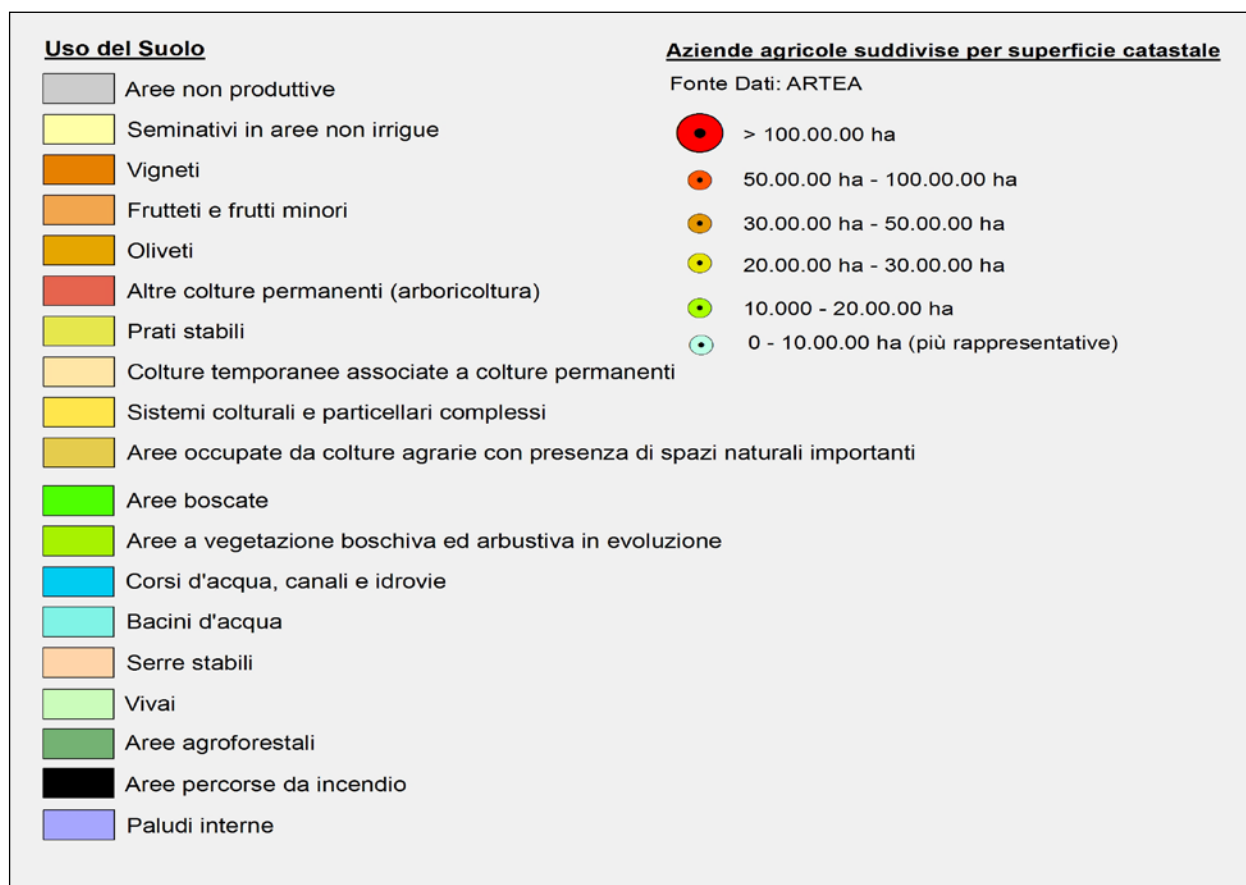 Uso del Suolo
Aree non produttive
Seminativi in aree non irrigue
Vigneti
Frutteti e frutti minori
Oliveti
Altre colture permanenti (arboricoltura)
Prati stabili
Colture temporanee associate a colture permanenti
Sistemi colturali e particellari complessi
Aree occupate da colture agrarie con presenza di spazi naturali importanti
Aree boscate
Aree a vegetazione boschiva ed arbustiva in evoluzione
Corsi d'acqua, canali e idrovie
Bacini d'acqua
Serre stabili
Vivai
Aree agroforestali
Aree percorse da incendio
Paludi interne
Aziende agricole suddivise per superficie catastale
Fonte Dati: ARTEA
> 100.00.00 ha
50.00.00 ha - 100.00.00 ha
30.00.00 ha - 50.00.00 ha
20.00.00 ha - 30.00.00 ha
10.000 - 20.00.00 ha
0 - 10.00.00 ha (più rappresentative)